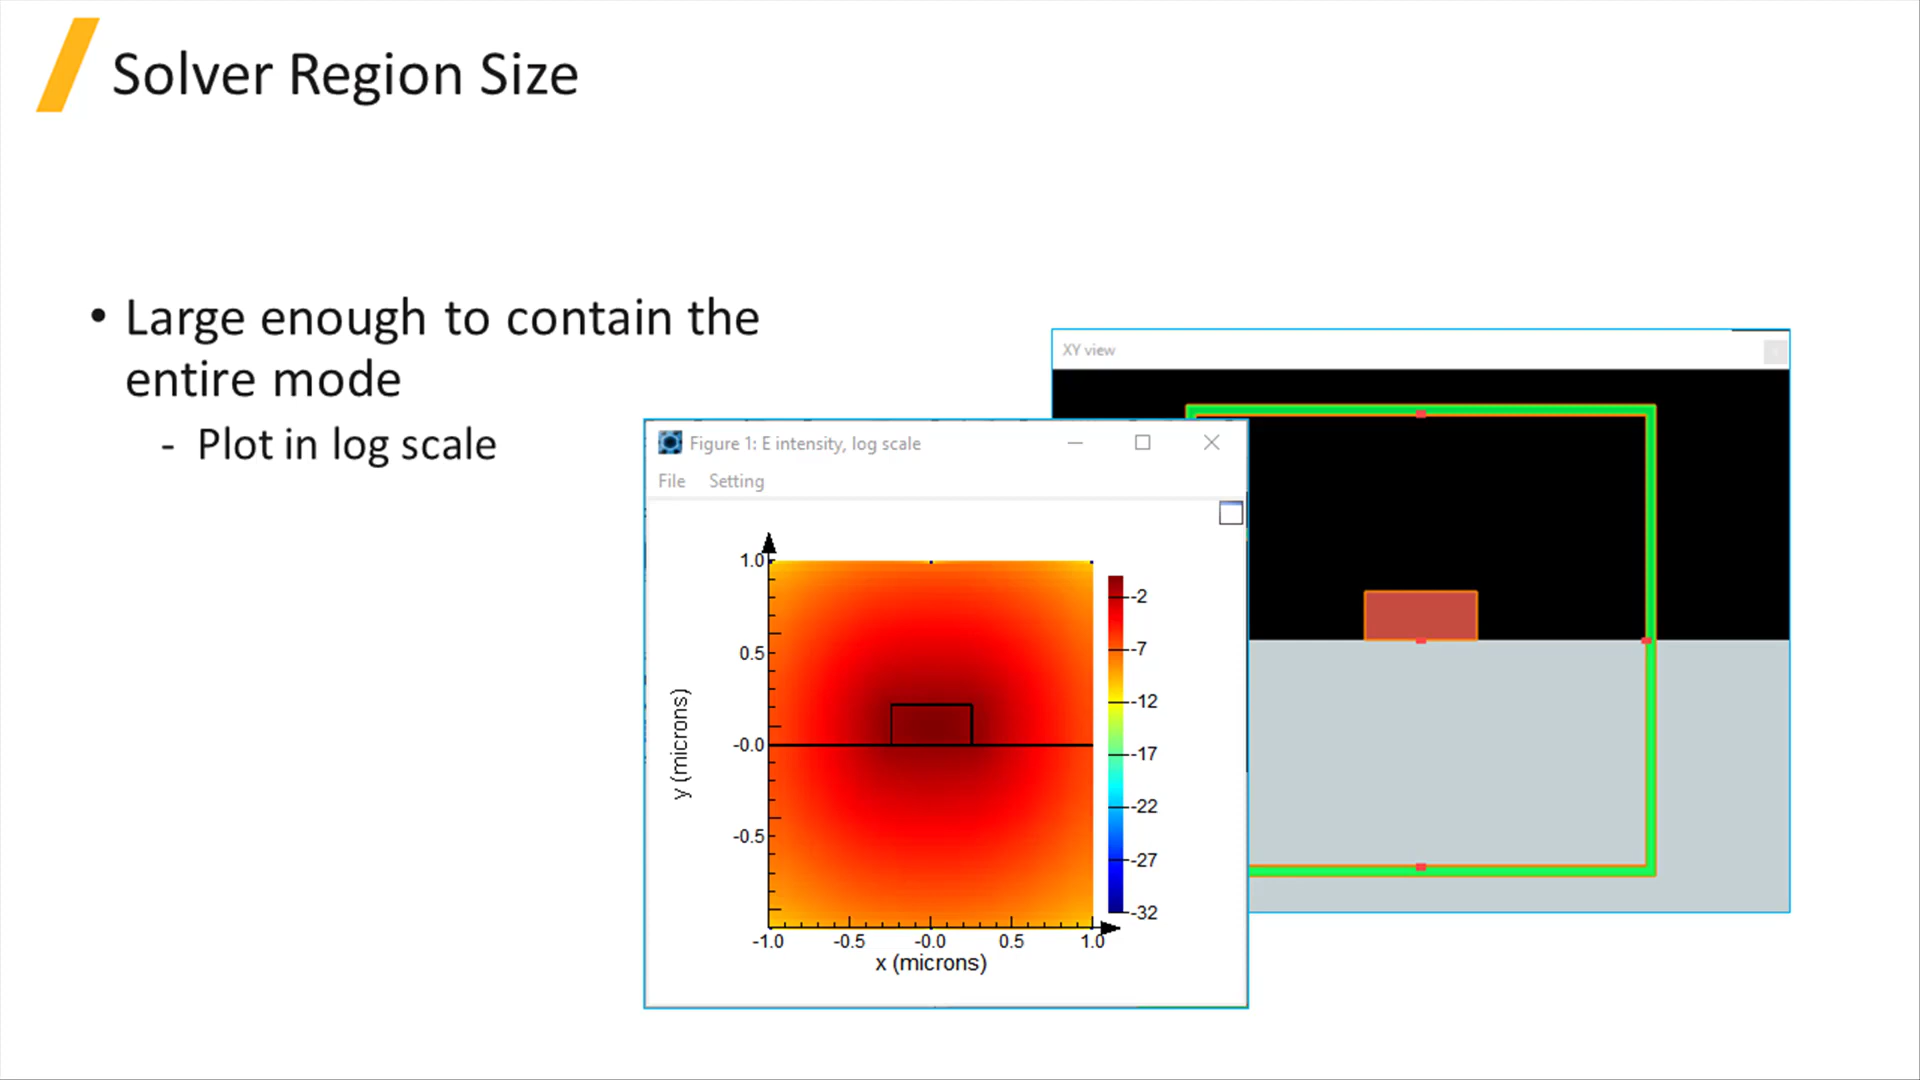 Solver Region Size
• Large enough to contain the
entire mode
- Plot in log scale
XY view
Figure 1: E intensity, log scale
File Setting
1.0
0.5
-0.0
-0.5
y (microns)
-1.0 -0.5 -0.0 0.5 1.0
x (microns)
-2
-7
-12
-17
-22
-27
-32